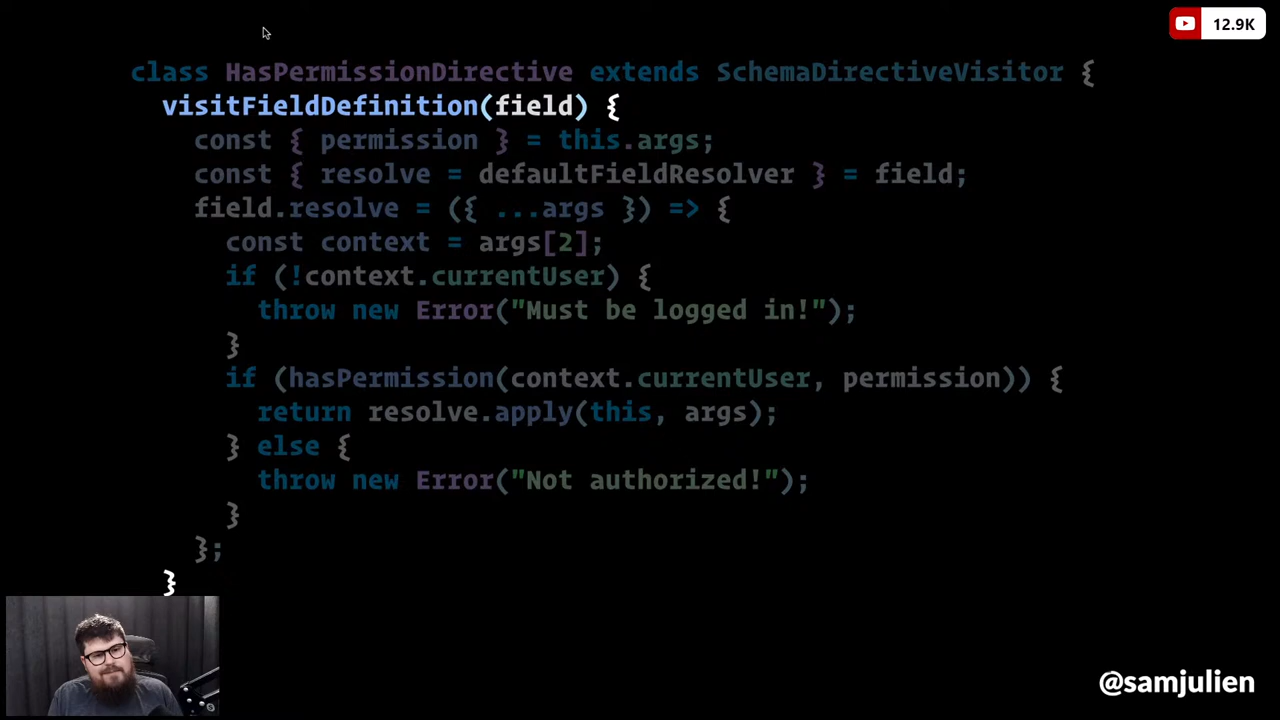 12.9K
class HasPermissionDirective extends SchemaDirectiveVisitor {
visitFieldDefinition(field) {
const { permission } = this.args;
const { resolve = defaultFieldResolver } = field;
field.resolve = ({ ...args }) => {
const context = args[2];
if (!context.currentUser) {
throw new Error("Must be logged in!");
}
if (hasPermission(context.currentUser, permission)) {
return resolve.apply(this, args);
} else {
throw new Error("Not authorized!");
}
};
}
@samjulien